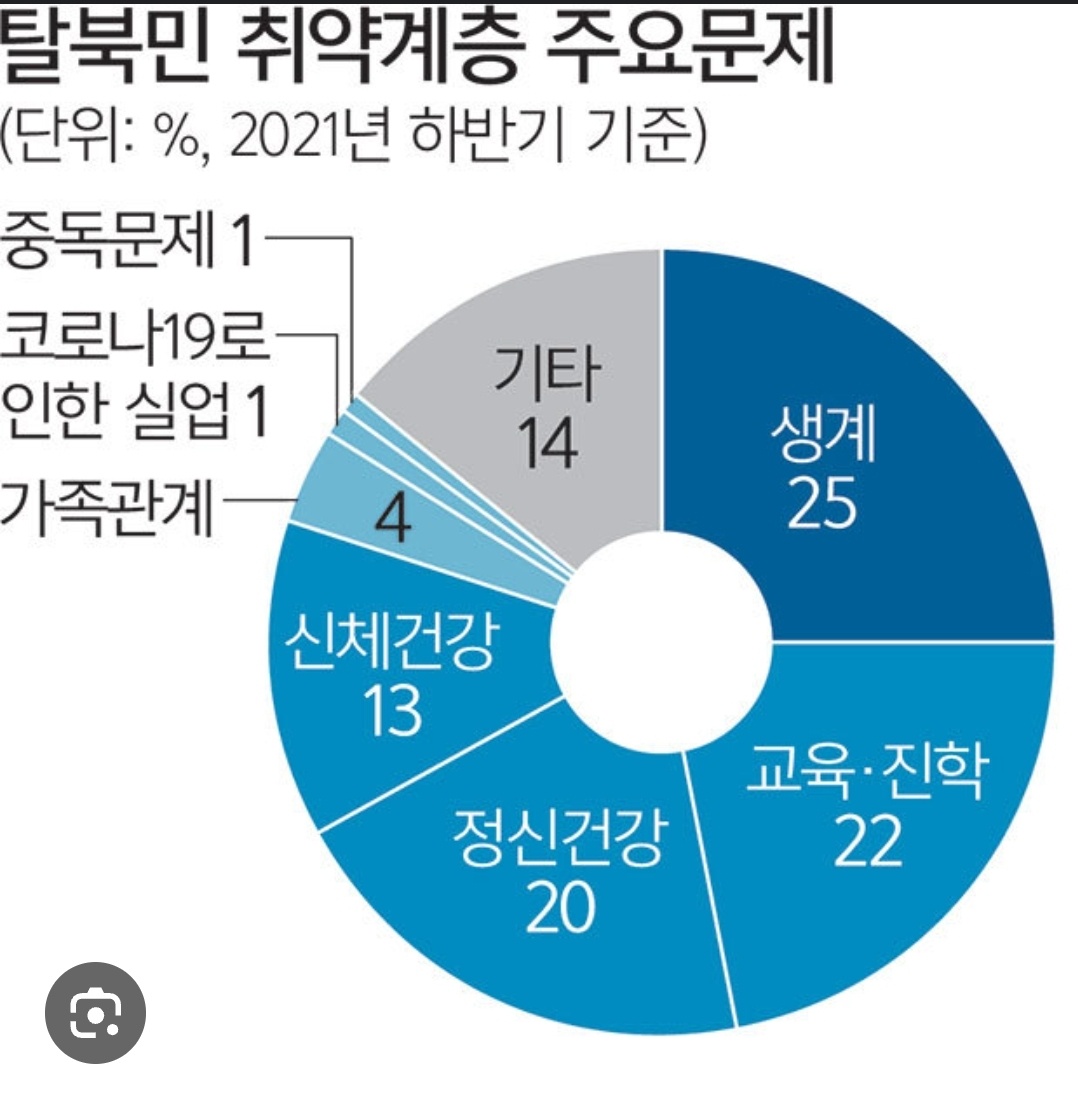 탈북민 취약계층 주요문제
(단위: %, 2021년 하반기 기준)
중독문제 1
코로나19로
인한 실업 1
가족관계
4
기타
14
생계
25
신체건강
13
교육·진학
22
정신건강
20